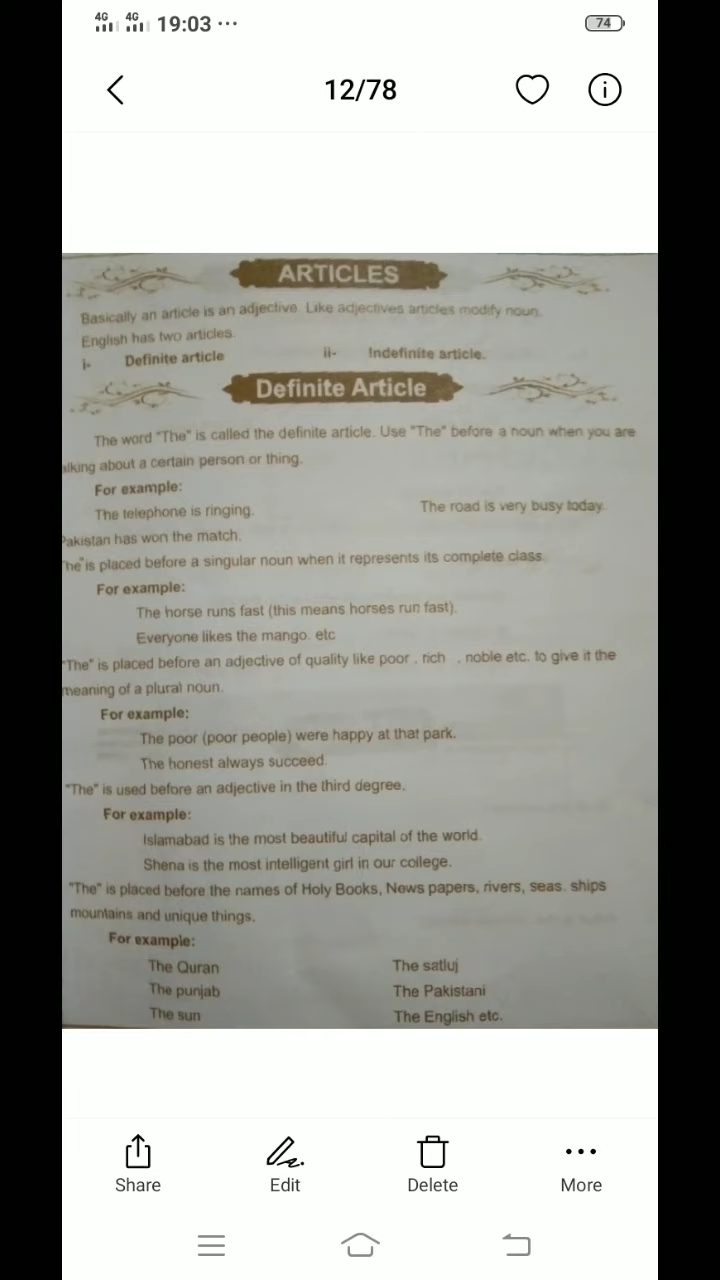 4G 4G 19:03 ... 74
12/78
ARTICLES
Basically an article is an adjective. Like adjectives articles modify noun.
English has two articles.
i- Definite article ii- Indefinite article.
Definite Article
The word "The" is called the definite article. Use "The" before a noun when you are
alking about a certain person or thing.
For example:
The telephone is ringing. The road is very busy today.
Pakistan has won the match.
he" is placed before a singular noun when it represents its complete class.
For example:
The horse runs fast (this means horses run fast).
Everyone likes the mango. etc
"The" is placed before an adjective of quality like poor , rich , noble etc. to give it the
meaning of a plural noun.
For example:
The poor (poor people) were happy at that park.
The honest always succeed.
"The" is used before an adjective in the third degree.
For example:
Islamabad is the most beautiful capital of the world.
Shena is the most intelligent girl in our college.
"The" is placed before the names of Holy Books, News papers, rivers, seas. ships
mountains and unique things.
For example:
The Quran The satluj
The punjab The Pakistani
The sun The English etc.
Share Edit Delete More